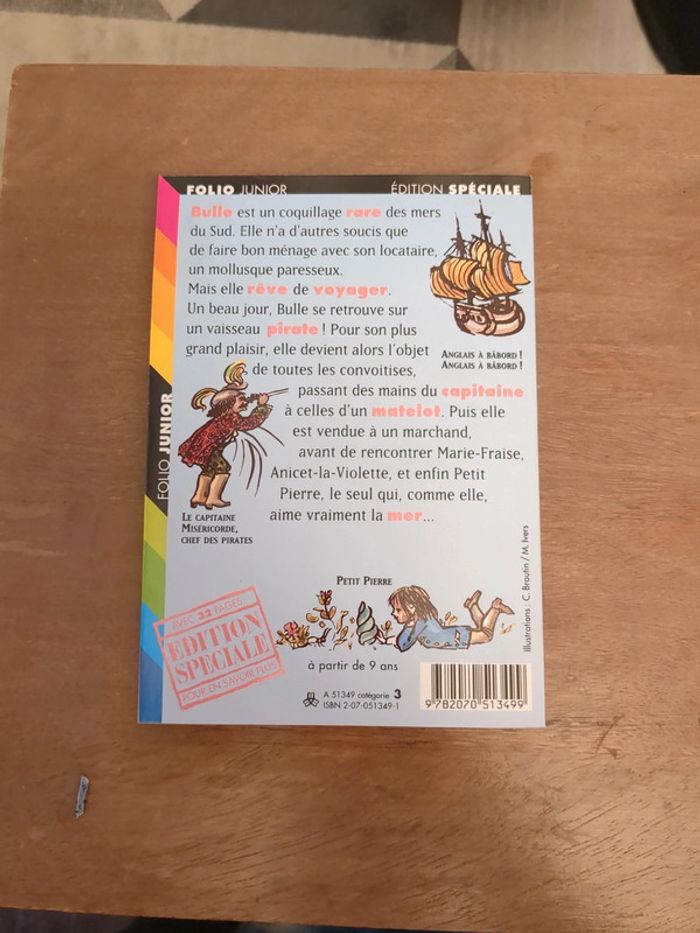 FOLIO JUNIOR
ÉDITION SPÉCIALE
Bulle est un coquillage rare des mers
du Sud. Elle n'a d'autres soucis que
de faire bon ménage avec son locataire,
un mollusque paresseux.
Mais elle rêve de voyager.
Un beau jour, Bulle se retrouve sur
un vaisseau pirate ! Pour son plus
grand plaisir, elle devient alors l'objet
de toutes les convoitises,
passant des mains du capitaine
à celles d'un matelot. Puis elle
est vendue à un marchand,
avant de rencontrer Marie-Fraise,
Anicet-la-Violette, et enfin Petit
Pierre, le seul qui, comme elle,
aime vraiment la mer...
ANGLAIS À BÂBORD !
ANGLAIS À BÂBORD !
FOLIO JUNIOR
LE CAPITAINE
MISÉRICORDE,
CHEF DES PIRATES
PETIT PIERRE
Illustrations : C. Broutin / M. Ivers
AVEC 32 PAGES
EDITION
SPÉCIALE
POUR EN SAVOIR PLUS
à partir de 9 ans
A 51349 catégorie 3
ISBN 2-07-051349-1
9 782070 513499